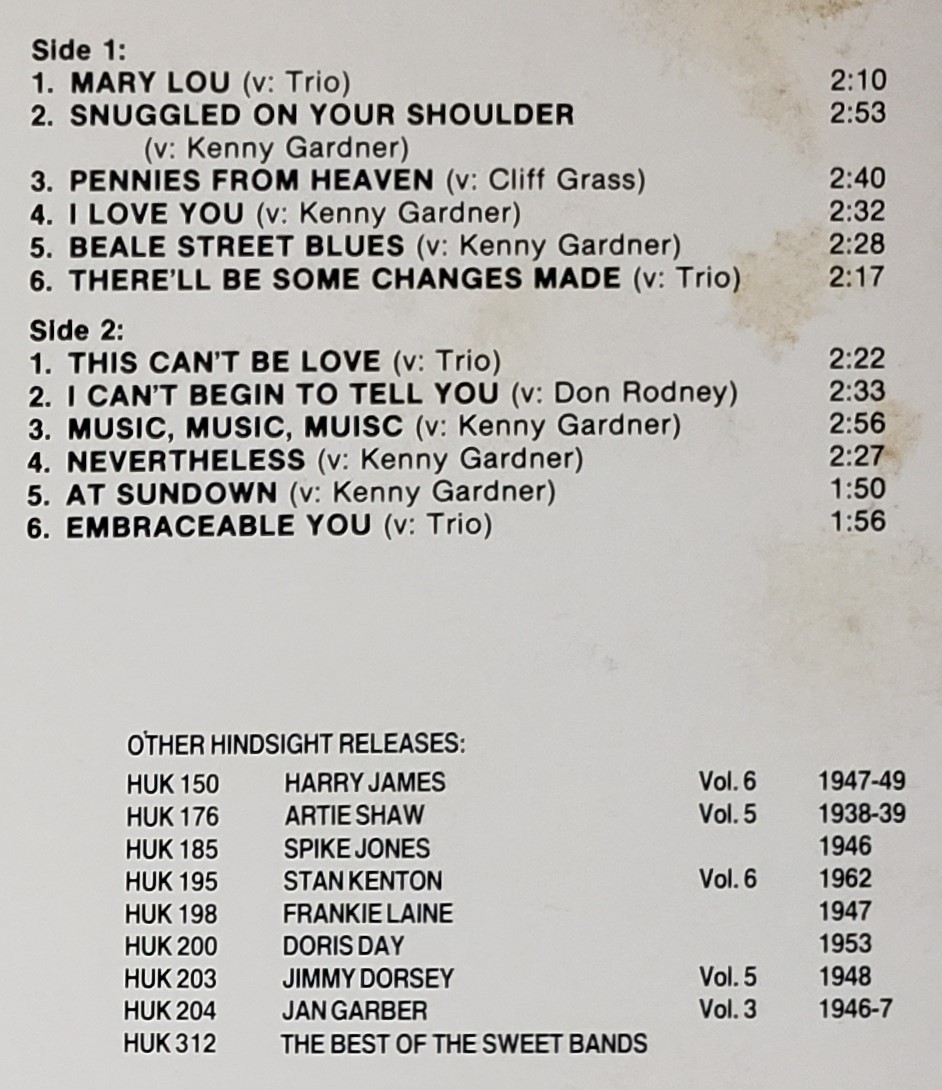 Side 1:
1. MARY LOU (v: Trio) 2:10
2. SNUGGLED ON YOUR SHOULDER 2:53
(v: Kenny Gardner)
3. PENNIES FROM HEAVEN (v: Cliff Grass) 2:40
4. I LOVE YOU (v: Kenny Gardner) 2:32
5. BEALE STREET BLUES (v: Kenny Gardner) 2:28
6. THERE'LL BE SOME CHANGES MADE (v: Trio) 2:17
Side 2:
1. THIS CAN'T BE LOVE (v: Trio) 2:22
2. I CAN'T BEGIN TO TELL YOU (v: Don Rodney) 2:33
3. MUSIC, MUSIC, MUISC (v: Kenny Gardner) 2:56
4. NEVERTHELESS (v: Kenny Gardner) 2:27
5. AT SUNDOWN (v: Kenny Gardner) 1:50
6. EMBRACEABLE YOU (v: Trio) 1:56
OTHER HINDSIGHT RELEASES:
HUK 150 HARRY JAMES Vol. 6 1947-49
HUK 176 ARTIE SHAW Vol. 5 1938-39
HUK 185 SPIKE JONES 1946
HUK 195 STAN KENTON Vol. 6 1962
HUK 198 FRANKIE LAINE 1947
HUK 200 DORIS DAY 1953
HUK 203 JIMMY DORSEY Vol. 5 1948
HUK 204 JAN GARBER Vol. 3 1946-7
HUK 312 THE BEST OF THE SWEET BANDS